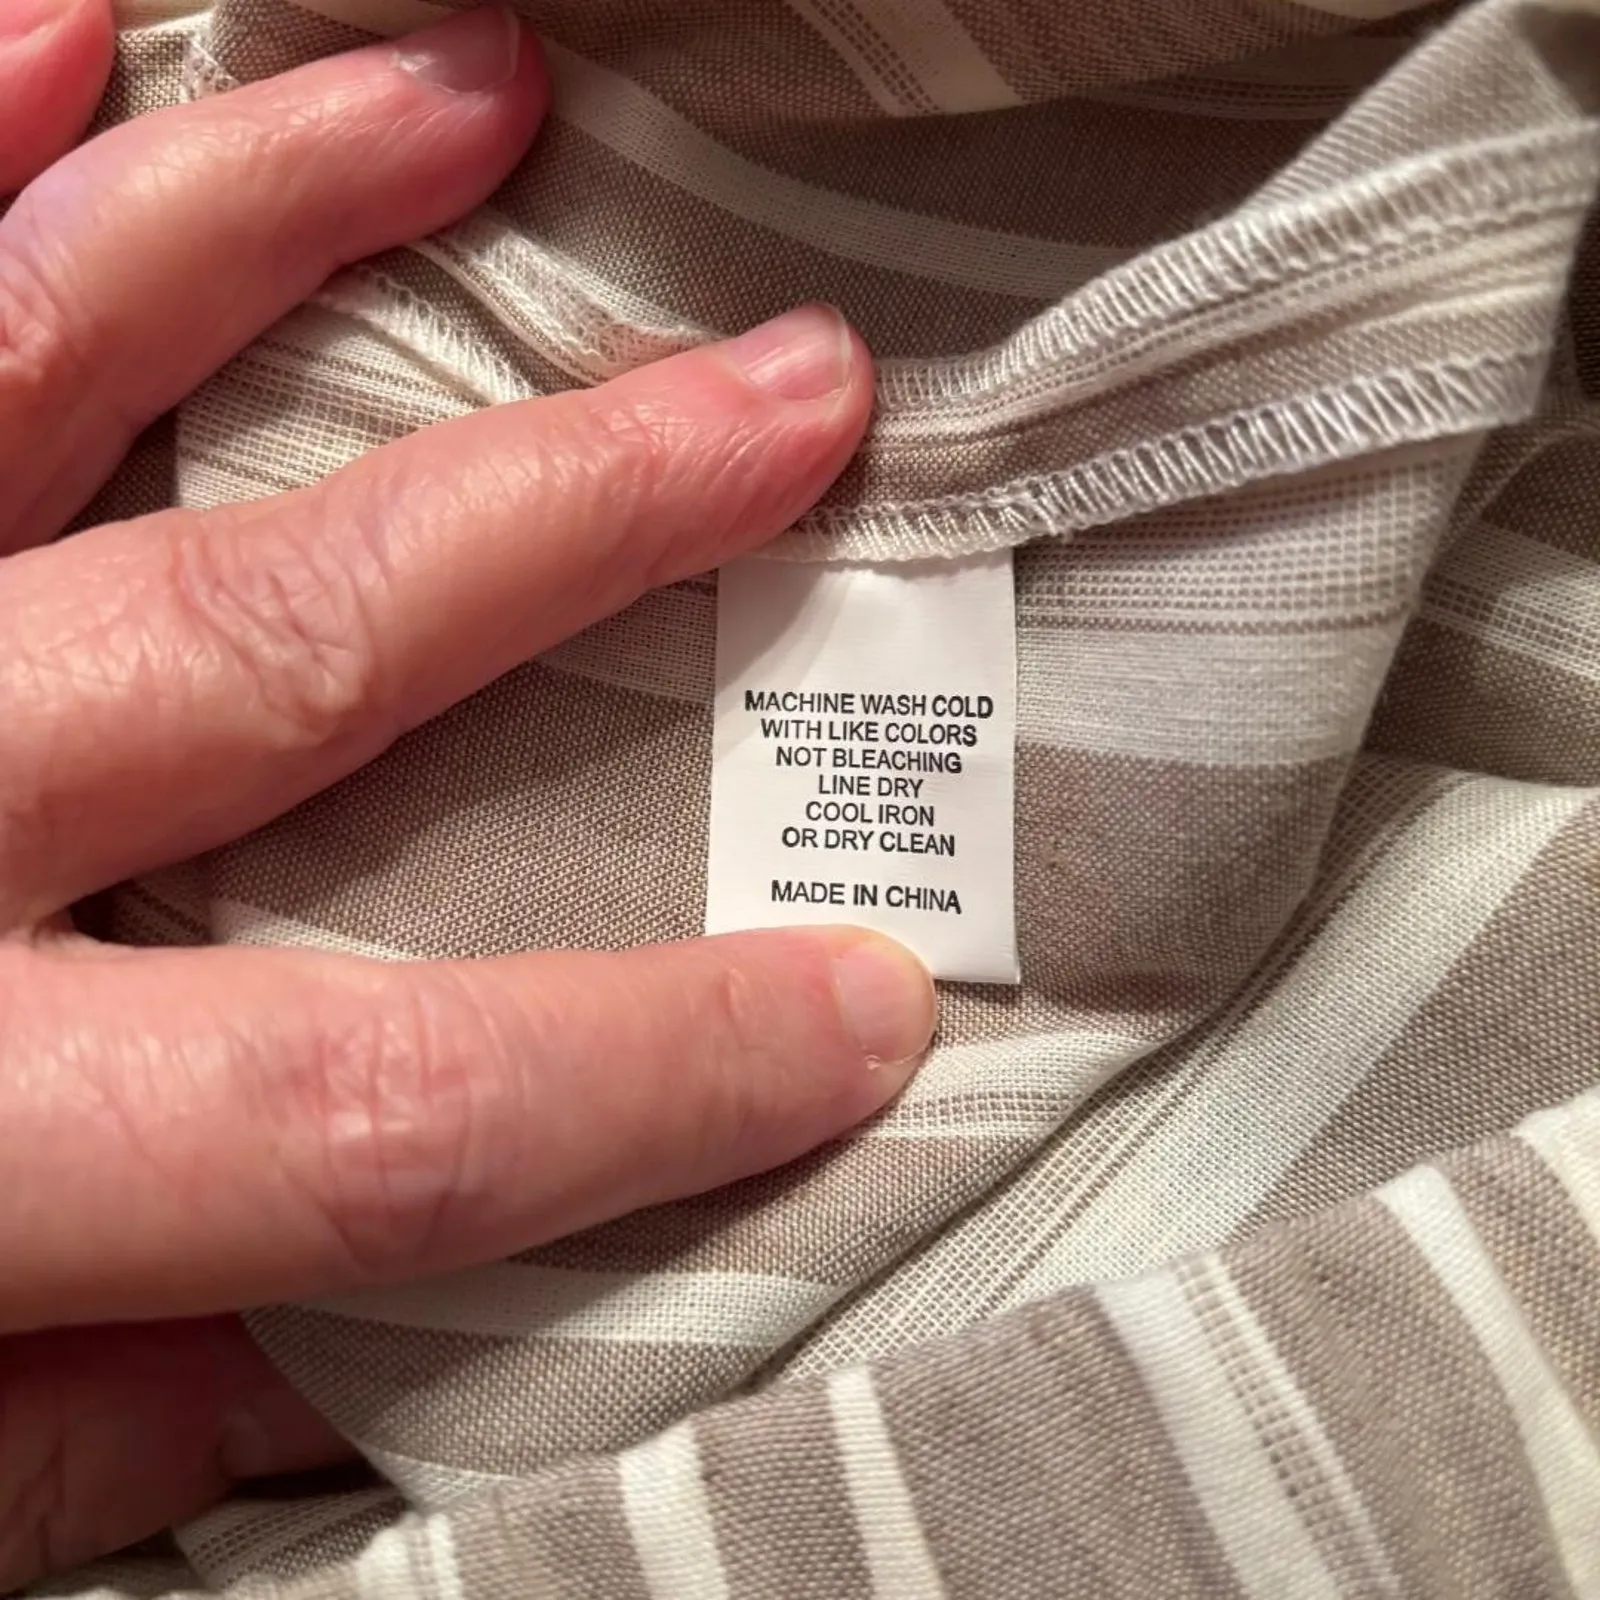 MACHINE WASH COLD
WITH LIKE COLORS
NOT BLEACHING
LINE DRY
COOL IRON
OR DRY CLEAN
MADE IN CHINA